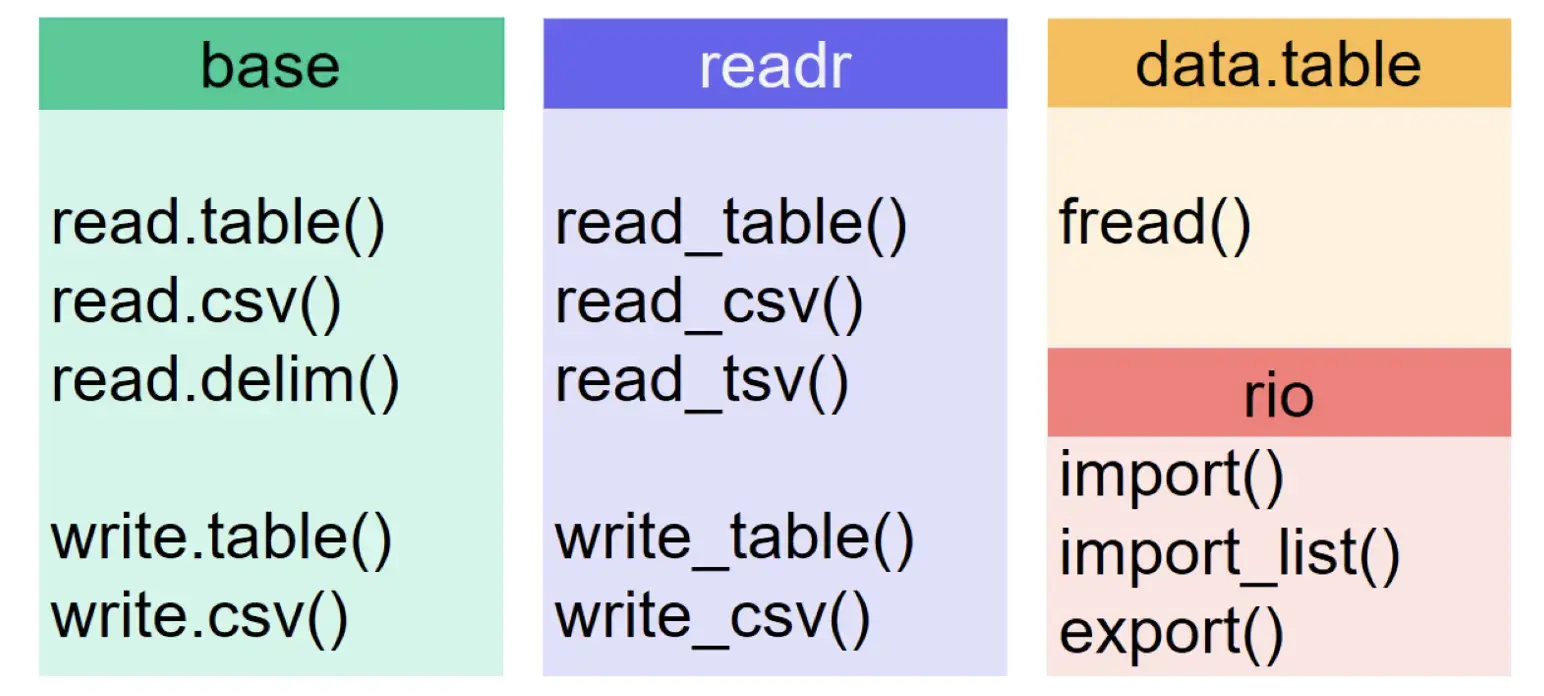 base
read.table()
read.csv()
read.delim()
write.table()
write.csv()
readr
read_table()
read_csv()
read_tsv()
write_table()
write_csv()
data.table
fread()
rio
import()
import_list()
export()